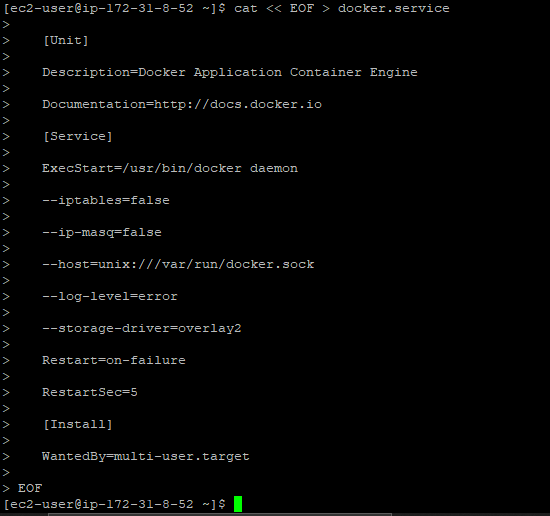 [ec2-user@ip-172-31-8-52 ~]$ cat << EOF > docker.service
>
>    [Unit]
>
>    Description=Docker Application Container Engine
>
>    Documentation=http://docs.docker.io
>
>    [Service]
>
>    ExecStart=/usr/bin/docker daemon
>
>    --iptables=false
>
>    --ip-masq=false
>
>    --host=unix:///var/run/docker.sock
>
>    --log-level=error
>
>    --storage-driver=overlay2
>
>    Restart=on-failure
>
>    RestartSec=5
>
>    [Install]
>
>    WantedBy=multi-user.target
>
> EOF
[ec2-user@ip-172-31-8-52 ~]$